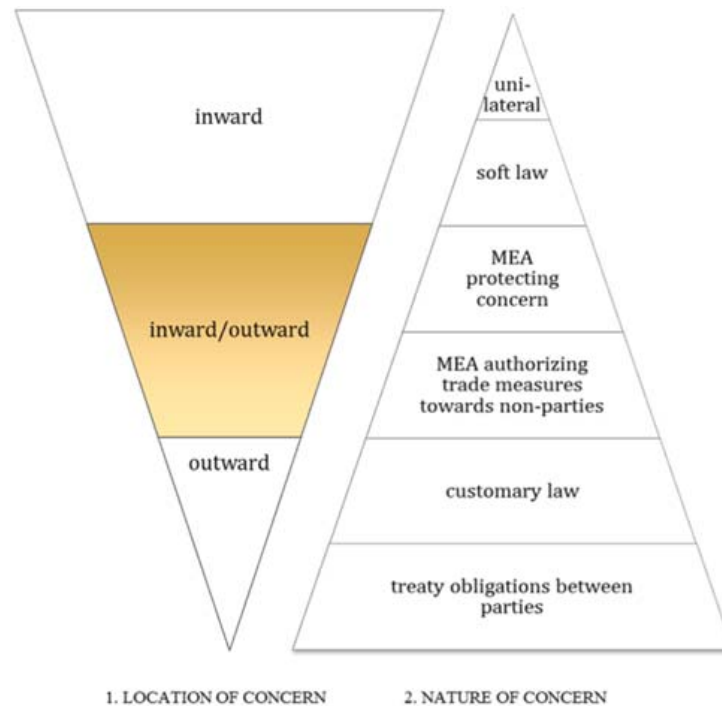 inward
inward/outward
outward
uni-
lateral
soft law
MEA
protecting
concern
MEA authorizing
trade measures
towards non-parties
customary law
treaty obligations between
parties
1. LOCATION OF CONCERN
2. NATURE OF CONCERN